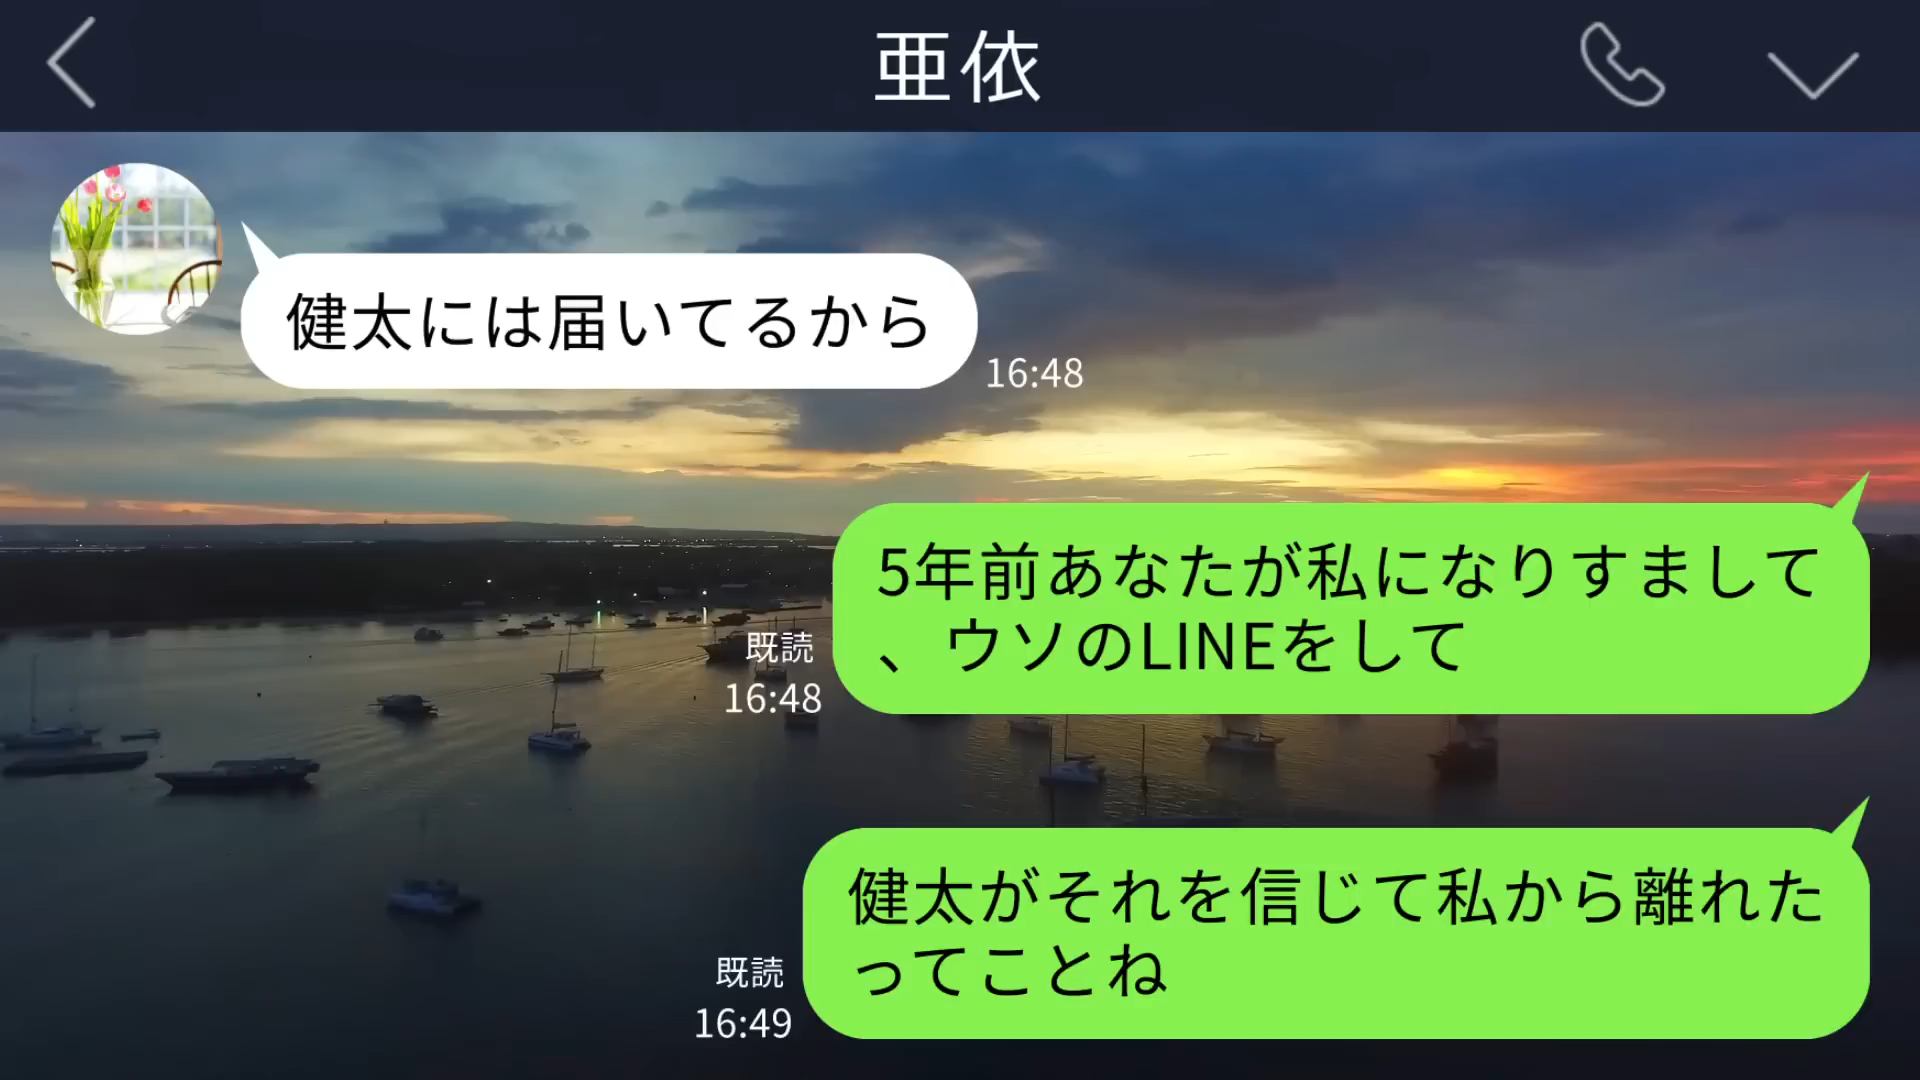 亜依
健太には届いてるから
16:48
5年前あなたが私になりすまして
、ウソのLINEをして
既読
16:48
健太がそれを信じて私から離れた
ってことね
既読
16:49